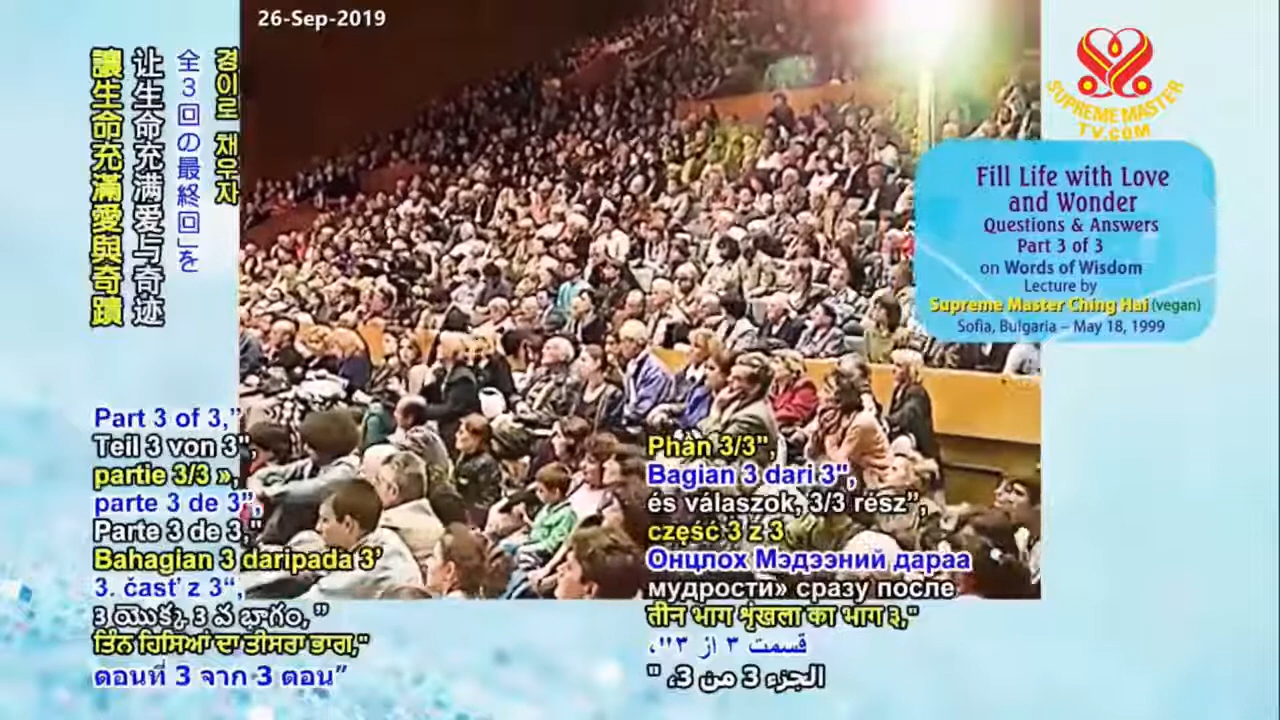 26-Sep-2019
경이로 채우자
全3回の最終回」を
让生命充满爱与奇迹
讓生命充滿愛與奇蹟
SUPREME MASTER
TV.COM
Fill Life with Love
and Wonder
Questions & Answers
Part 3 of 3
on Words of Wisdom
Lecture by
Supreme Master Ching Hai (vegan)
Sofia, Bulgaria – May 18, 1999
Part 3 of 3,”
Teil 3 von 3",
partie 3/3 »,
parte 3 de 3”,
Parte 3 de 3,"
Bahagian 3 daripada 3’
3. časť z 3“,
3 యొక్క 3 వ భాగం, ”
ਤਿੰਨ ਹਿਸਿਆਂ ਦਾ ਤੀਸਰਾ ਭਾਗ,"
ตอนที่ 3 จาก 3 ตอน”
Phần 3/3",
Bagian 3 dari 3",
és válaszok, 3/3 rész”,
część 3 z 3
Онцлох Мэдээний дараа
мудрости» сразу после
तीन भाग शृंखला का भाग ३,"
قسمت ۳ از ۳"،
الجزء 3 من 3، "